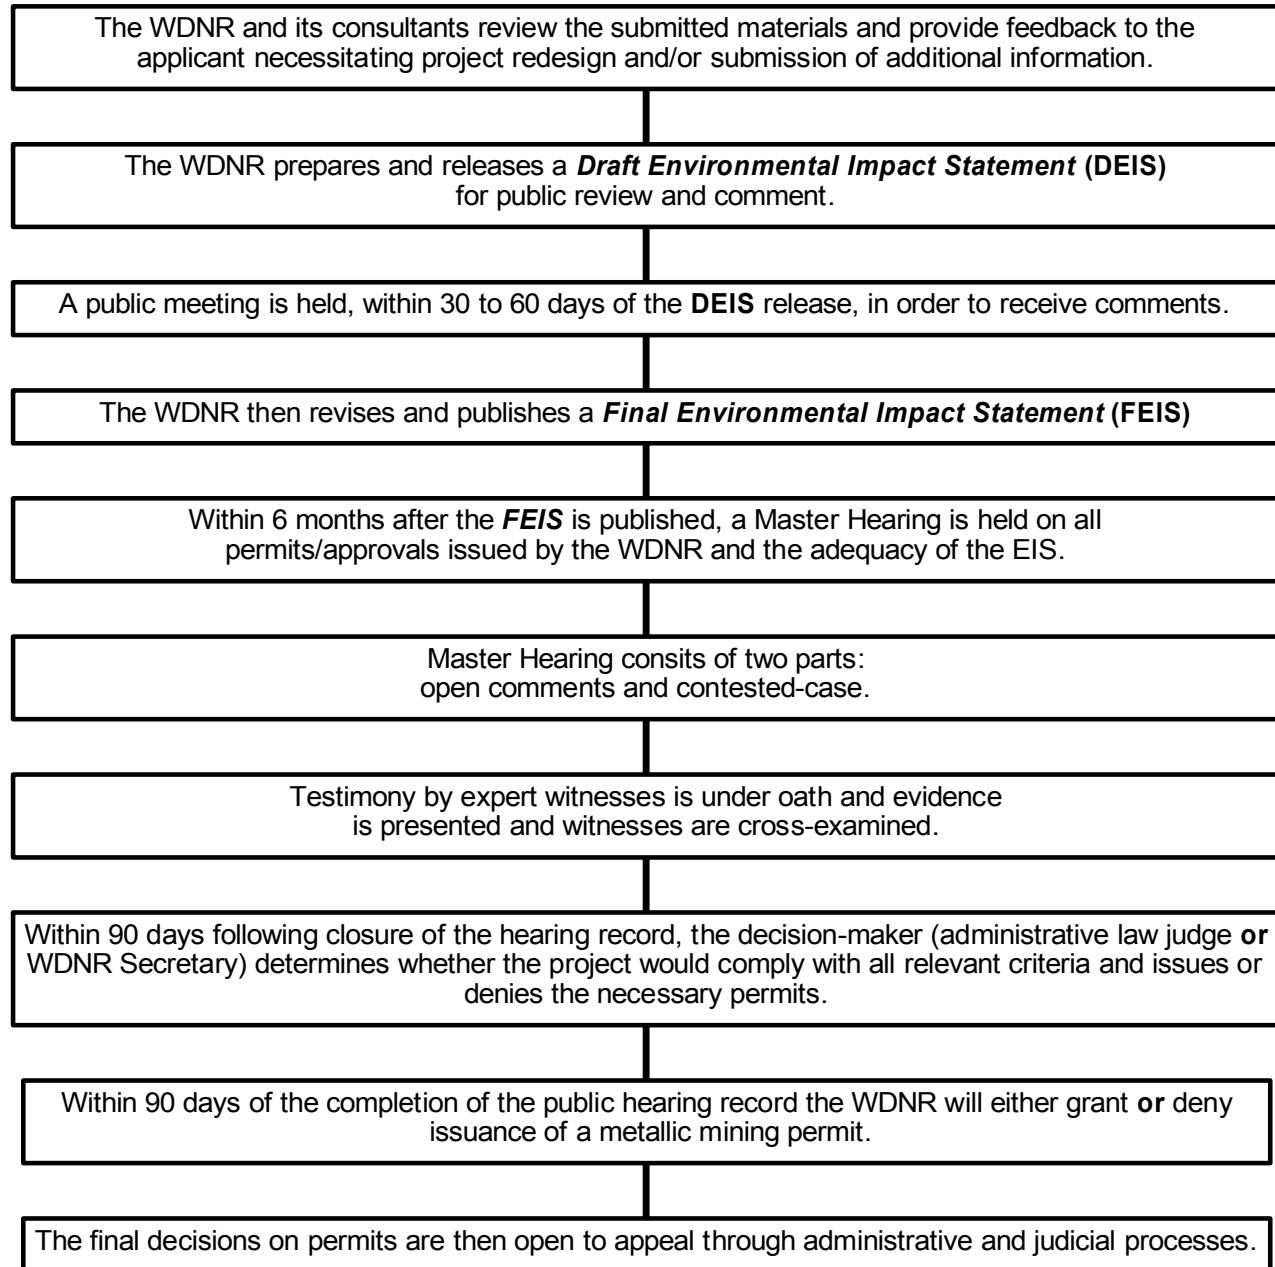 The WDNR and its consultants review the submitted materials and provide feedback to the
applicant necessitating project redesign and/or submission of additional information.
The WDNR prepares and releases a Draft Environmental Impact Statement (DEIS)
for public review and comment.
A public meeting is held, within 30 to 60 days of the DEIS release, in order to receive comments.
The WDNR then revises and publishes a Final Environmental Impact Statement (FEIS)
Within 6 months after the FEIS is published, a Master Hearing is held on all
permits/approvals issued by the WDNR and the adequacy of the EIS.
Master Hearing consits of two parts:
open comments and contested-case.
Testimony by expert witnesses is under oath and evidence
is presented and witnesses are cross-examined.
Within 90 days following closure of the hearing record, the decision-maker (administrative law judge or
WDNR Secretary) determines whether the project would comply with all relevant criteria and issues or
denies the necessary permits.
Within 90 days of the completion of the public hearing record the WDNR will either grant or deny
issuance of a metallic mining permit.
The final decisions on permits are then open to appeal through administrative and judicial processes.